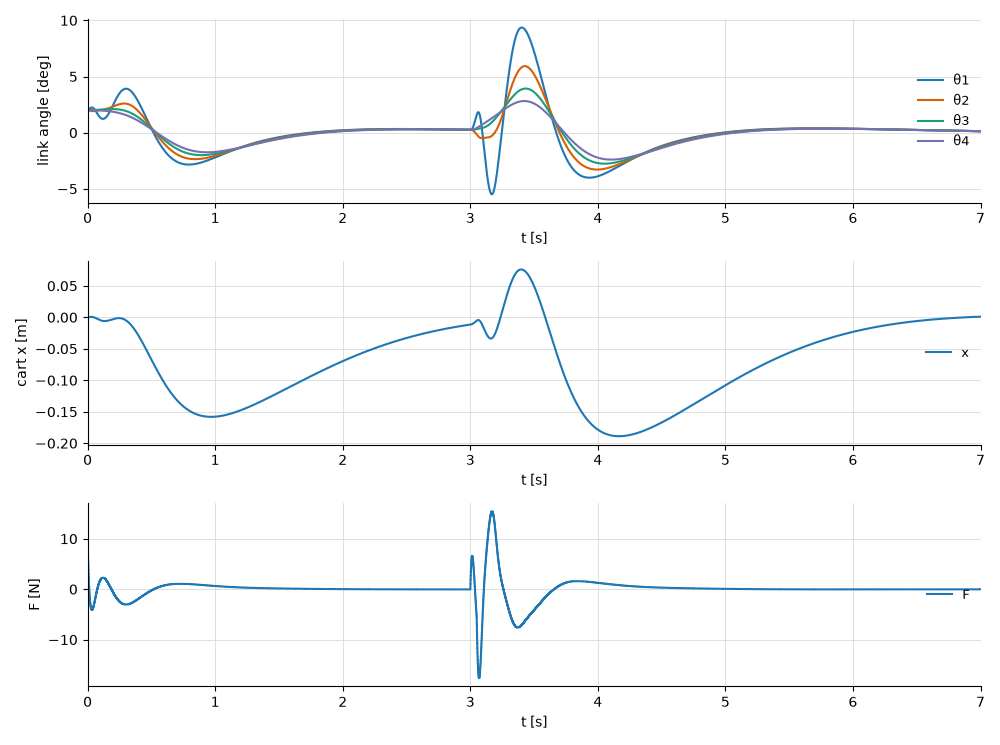 10
5
0
−5
link angle [deg]
θ1
θ2
θ3
θ4
0 1 2 3 4 5 6 7
t [s]
0.05
0.00
−0.05
−0.10
−0.15
−0.20
cart x [m]
x
0 1 2 3 4 5 6 7
t [s]
10
0
−10
F [N]
F
0 1 2 3 4 5 6 7
t [s]